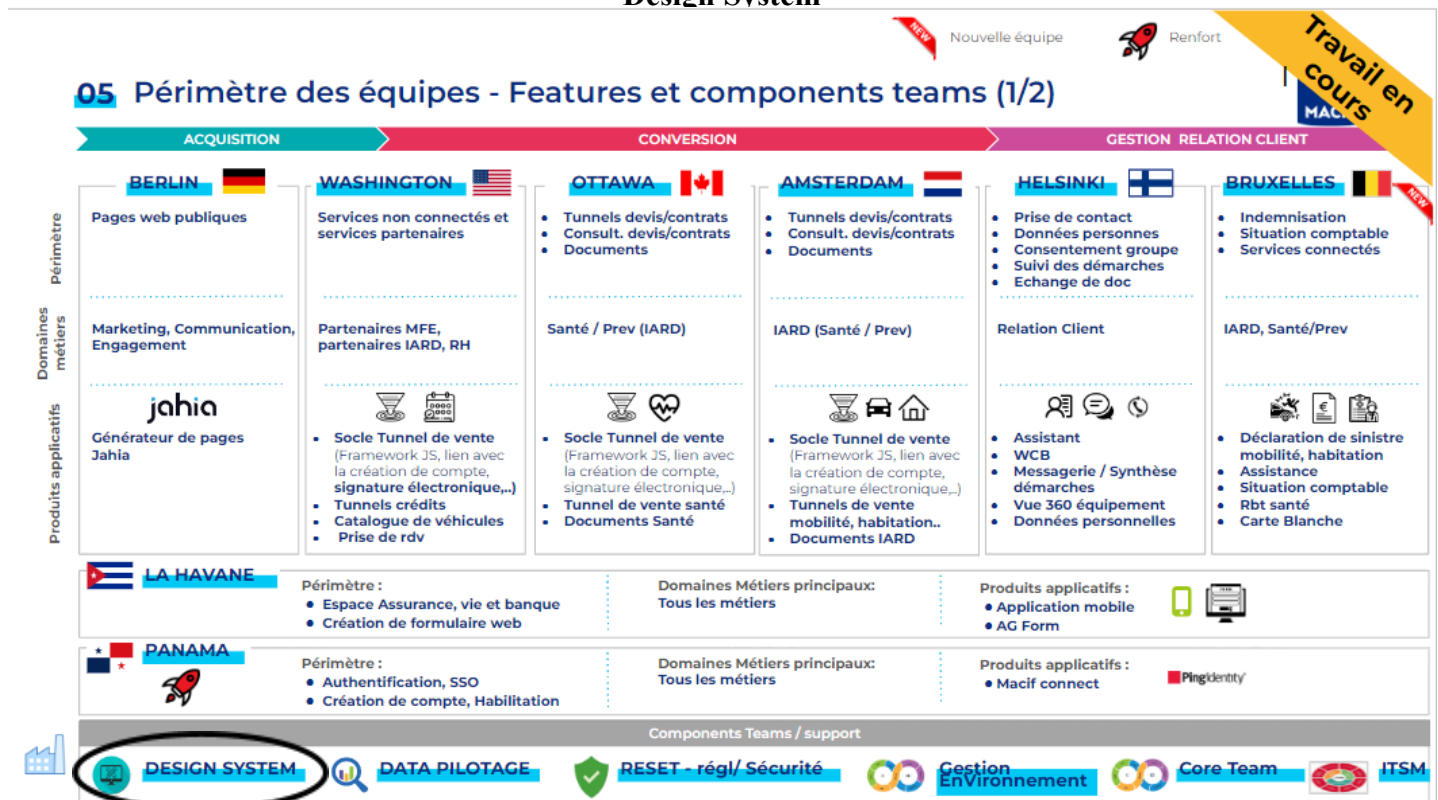 Design System
NEW
Nouvelle équipe
Renfort
Travail en
cours
05 Périmètre des équipes - Features et components teams (1/2)
ACQUISITION
CONVERSION
GESTION RELATION CLIENT
Périmètre
Domaines
métiers
Produits applicatifs
BERLIN
Pages web publiques
Marketing, Communication,
Engagement
jahia
Générateur de pages
Jahia
WASHINGTON
Services non connectés et
services partenaires
Partenaires MFE,
partenaires IARD, RH
• Socle Tunnel de vente
(Framework JS, lien avec
la création de compte,
signature électronique,..)
• Tunnels crédits
• Catalogue de véhicules
• Prise de rdv
OTTAWA
• Tunnels devis/contrats
• Consult. devis/contrats
• Documents
Santé / Prev (IARD)
• Socle Tunnel de vente
(Framework JS, lien avec
la création de compte,
signature électronique,..)
• Tunnel de vente santé
• Documents Santé
AMSTERDAM
• Tunnels devis/contrats
• Consult. devis/contrats
• Documents
IARD (Santé / Prev)
• Socle Tunnel de vente
(Framework JS, lien avec
la création de compte,
signature électronique,..)
• Tunnels de vente
mobilité, habitation..
• Documents IARD
HELSINKI
• Prise de contact
• Données personnes
• Consentement groupe
• Suivi des démarches
• Echange de doc
Relation Client
• Assistant
• WCB
• Messagerie / Synthèse
démarches
• Vue 360 équipement
• Données personnelles
BRUXELLES
NEW
• Indemnisation
• Situation comptable
• Services connectés
IARD, Santé/Prev
• Déclaration de sinistre
mobilité, habitation
• Assistance
• Situation comptable
• Rbt santé
• Carte Blanche
LA HAVANE
Périmètre :
• Espace Assurance, vie et banque
• Création de formulaire web
Domaines Métiers principaux:
Tous les métiers
Produits applicatifs :
• Application mobile
• AG Form
PANAMA
Périmètre :
• Authentification, SSO
• Création de compte, Habilitation
Domaines Métiers principaux:
Tous les métiers
Produits applicatifs :
• Macif connect
PingIdentity
Components Teams / support
DESIGN SYSTEM
DATA PILOTAGE
RESET - régl/ Sécurité
Gestion
EnVironnement
Core Team
ITSM